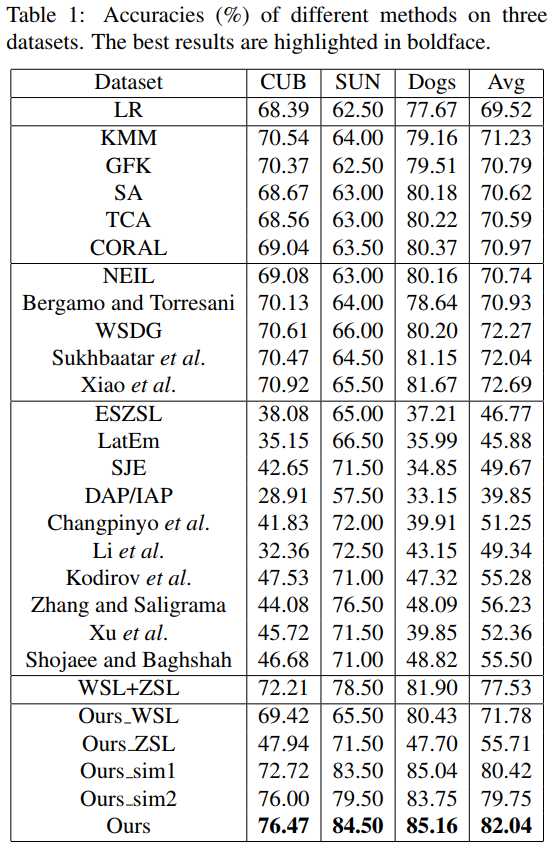 Table 1: Accuracies (%) of different methods on three
datasets. The best results are highlighted in boldface.
Dataset CUB SUN Dogs Avg
LR 68.39 62.50 77.67 69.52
KMM 70.54 64.00 79.16 71.23
GFK 70.37 62.50 79.51 70.79
SA 68.67 63.00 80.18 70.62
TCA 68.56 63.00 80.22 70.59
CORAL 69.04 63.50 80.37 70.97
NEIL 69.08 63.00 80.16 70.74
Bergamo and Torresani 70.13 64.00 78.64 70.93
WSDG 70.61 66.00 80.20 72.27
Sukhbaatar et al. 70.47 64.50 81.15 72.04
Xiao et al. 70.92 65.50 81.67 72.69
ESZSL 38.08 65.00 37.21 46.77
LatEm 35.15 66.50 35.99 45.88
SJE 42.65 71.50 34.85 49.67
DAP/IAP 28.91 57.50 33.15 39.85
Changpinyo et al. 41.83 72.00 39.91 51.25
Li et al. 32.36 72.50 43.15 49.34
Kodirov et al. 47.53 71.00 47.32 55.28
Zhang and Saligrama 44.08 76.50 48.09 56.23
Xu et al. 45.72 71.50 39.85 52.36
Shojaee and Baghshah 46.68 71.00 48.82 55.50
WSL+ZSL 72.21 78.50 81.90 77.53
Ours_WSL 69.42 65.50 80.43 71.78
Ours_ZSL 47.94 71.50 47.70 55.71
Ours_sim1 72.72 83.50 85.04 80.42
Ours_sim2 76.00 79.50 83.75 79.75
Ours 76.47 84.50 85.16 82.04